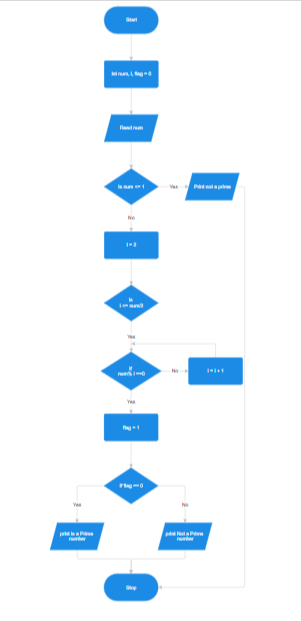 Start
int num, i, flag = 0
Read num
Is num <= 1
Yes
Print not a prime
No
i = 2
Is
i <= num/2
Yes
If
num% i ==0
No
i = i + 1
Yes
flag = 1
If flag == 0
Yes
No
print is a Prime
number
print Not a Prime
number
Stop